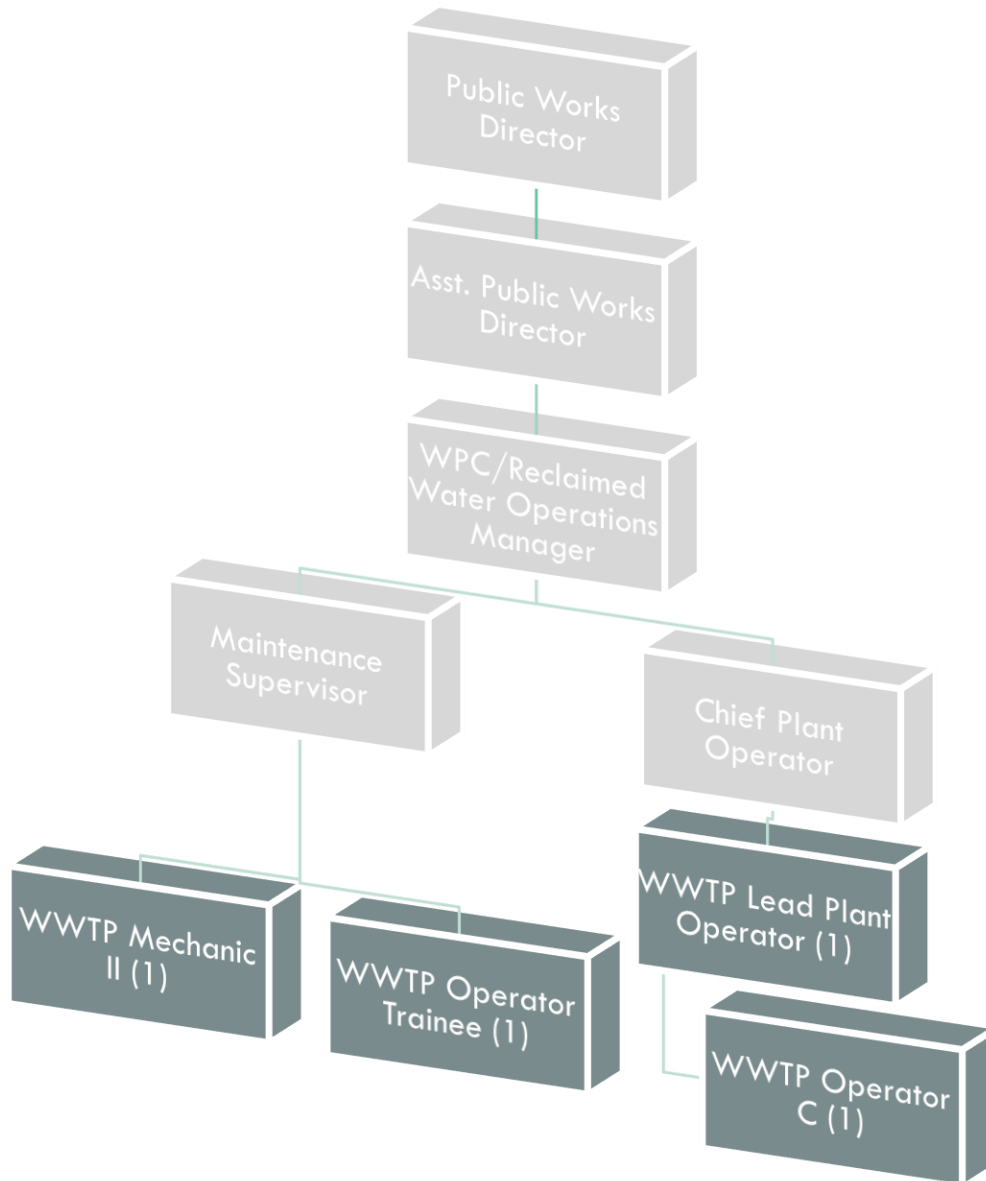 Public Works
Director
Asst. Public Works
Director
WPC/Reclaimed
Water Operations
Manager
Maintenance
Supervisor
Chief Plant
Operator
WWTP Mechanic
II (1)
WWTP Operator
Trainee (1)
WWTP Lead Plant
Operator (1)
WWTP Operator
C (1)